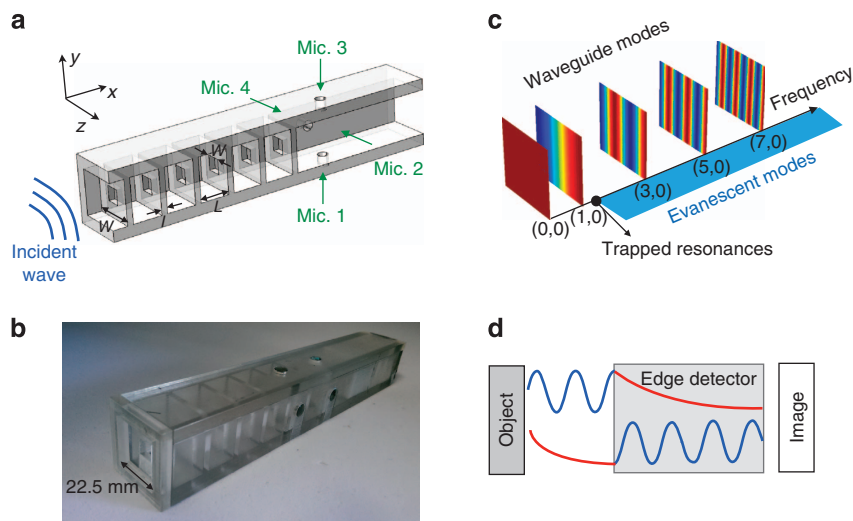 a
y
x
z
Mic. 3
Mic. 4
w
Mic. 2
Mic. 1
W
l
L
Incident
wave
b
22.5 mm
c
Waveguide modes
Frequency
(0,0)
(1,0)
(3,0)
(5,0)
(7,0)
Evanescent modes
Trapped resonances
d
Object
Edge detector
Image